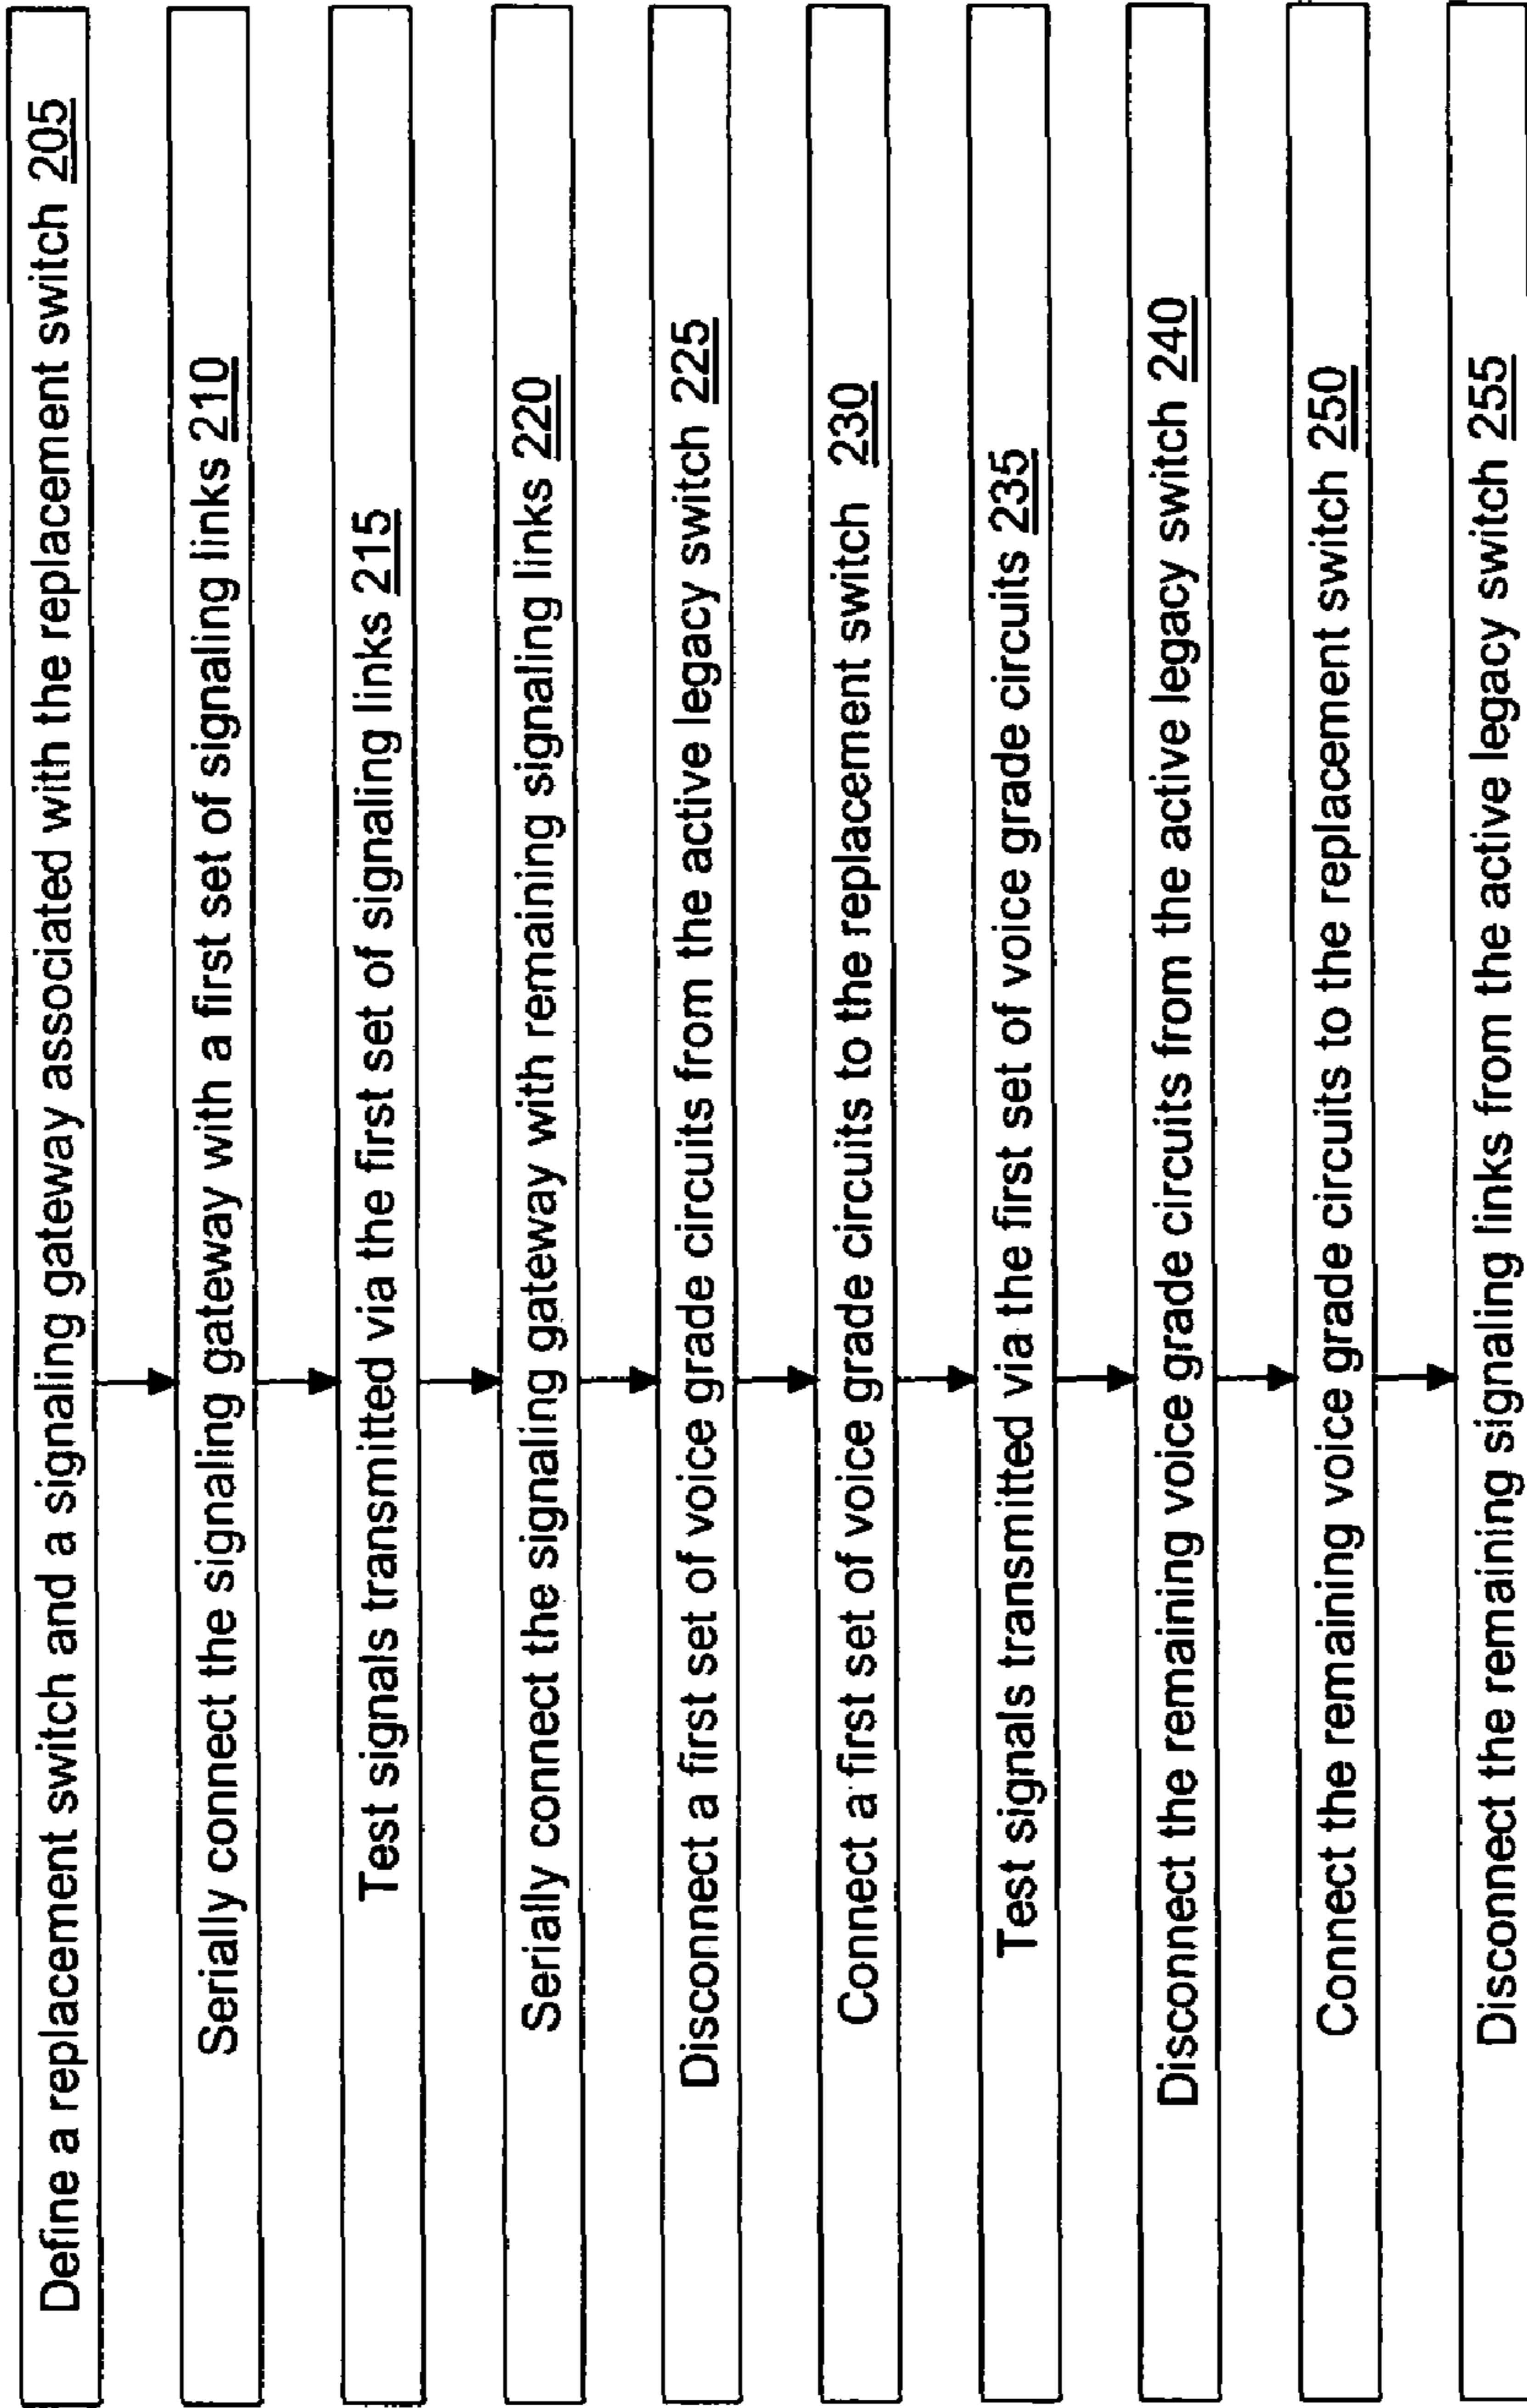 Define a replacement switch and a signaling gateway associated with the replacement switch 205
Serially connect the signaling gateway with a first set of signaling links 210
Test signals transmitted via the first set of signaling links 215
Serially connect the signaling gateway with remaining signaling links 220
Disconnect a first set of voice grade circuits from the active legacy switch 225
Connect a first set of voice grade circuits to the replacement switch 230
Test signals transmitted via the first set of voice grade circuits 235
Disconnect the remaining voice grade circuits from the active legacy switch 240
Connect the remaining voice grade circuits to the replacement switch 250
Disconnect the remaining signaling links from the active legacy switch 255